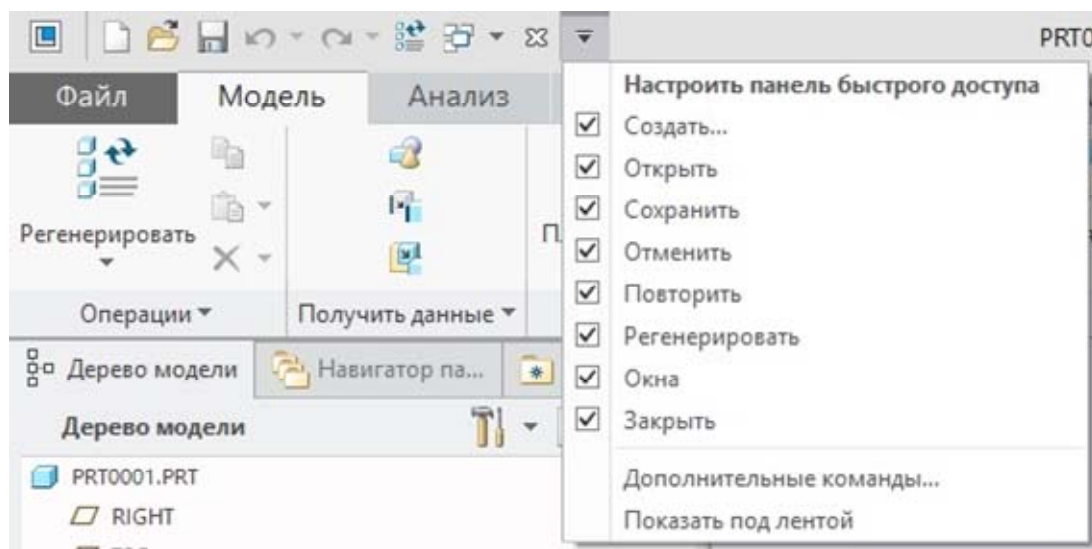 PRT0
Файл Модель Анализ
Настроить панель быстрого доступа
Создать...
Открыть
Сохранить
Отменить
Повторить
Регенерировать
Окна
Закрыть
Дополнительные команды...
Показать под лентой
Регенерировать
Операции
Получить данные
Дерево модели Навигатор па...
Дерево модели
PRT0001.PRT
RIGHT